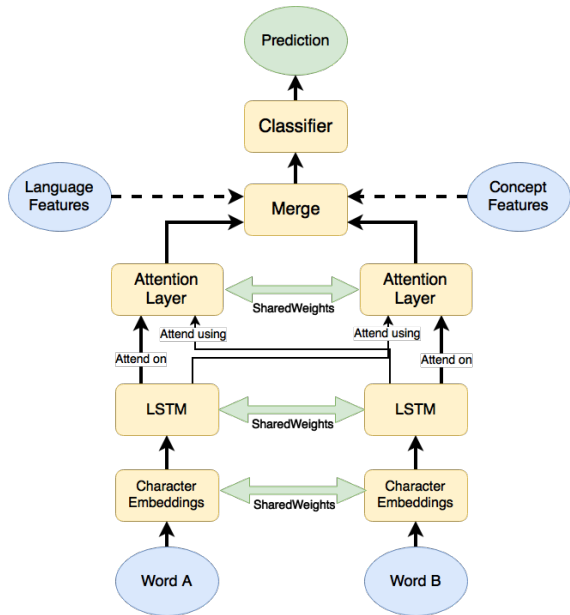 Prediction
Classifier
Language
Features
Merge
Concept
Features
Attention
Layer
SharedWeights
Attention
Layer
Attend using
Attend using
Attend on
Attend on
LSTM
SharedWeights
LSTM
Character
Embeddings
SharedWeights
Character
Embeddings
Word A
Word B